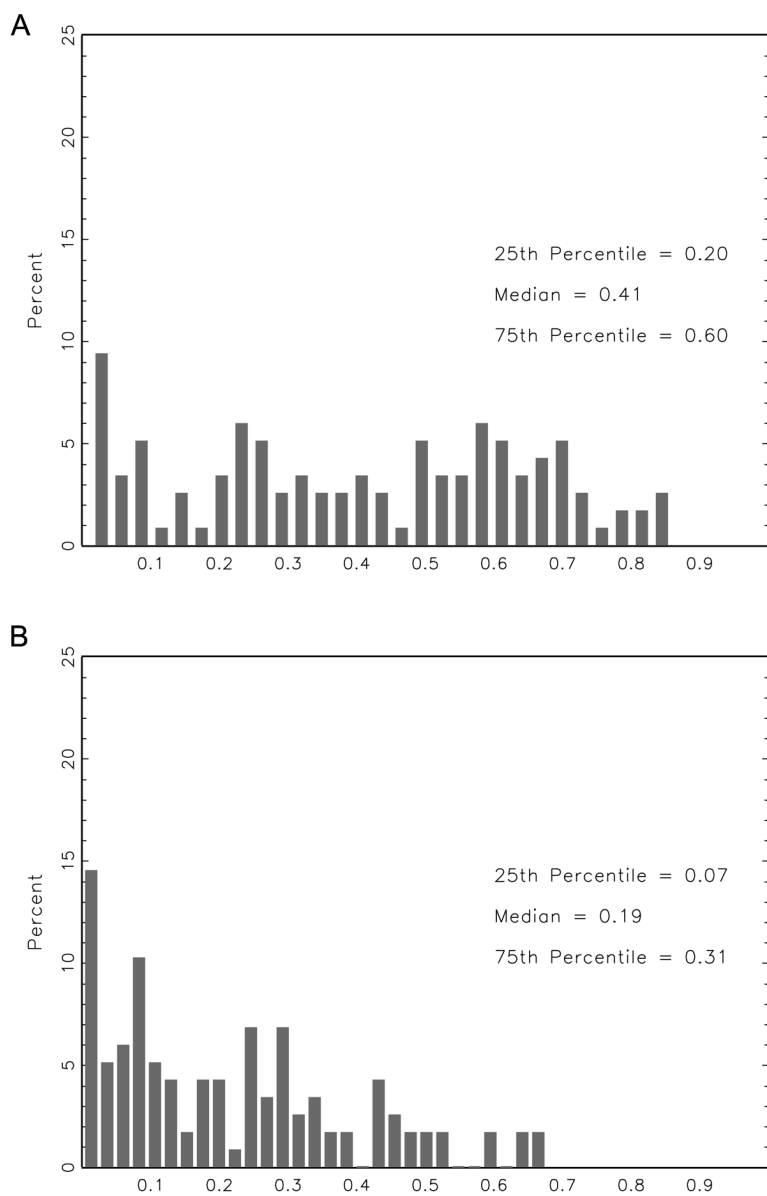 A
25
20
15
10
5
0
Percent
25th Percentile = 0.20
Median = 0.41
75th Percentile = 0.60
0.1 0.2 0.3 0.4 0.5 0.6 0.7 0.8 0.9
B
25
20
15
10
5
0
Percent
25th Percentile = 0.07
Median = 0.19
75th Percentile = 0.31
0.1 0.2 0.3 0.4 0.5 0.6 0.7 0.8 0.9